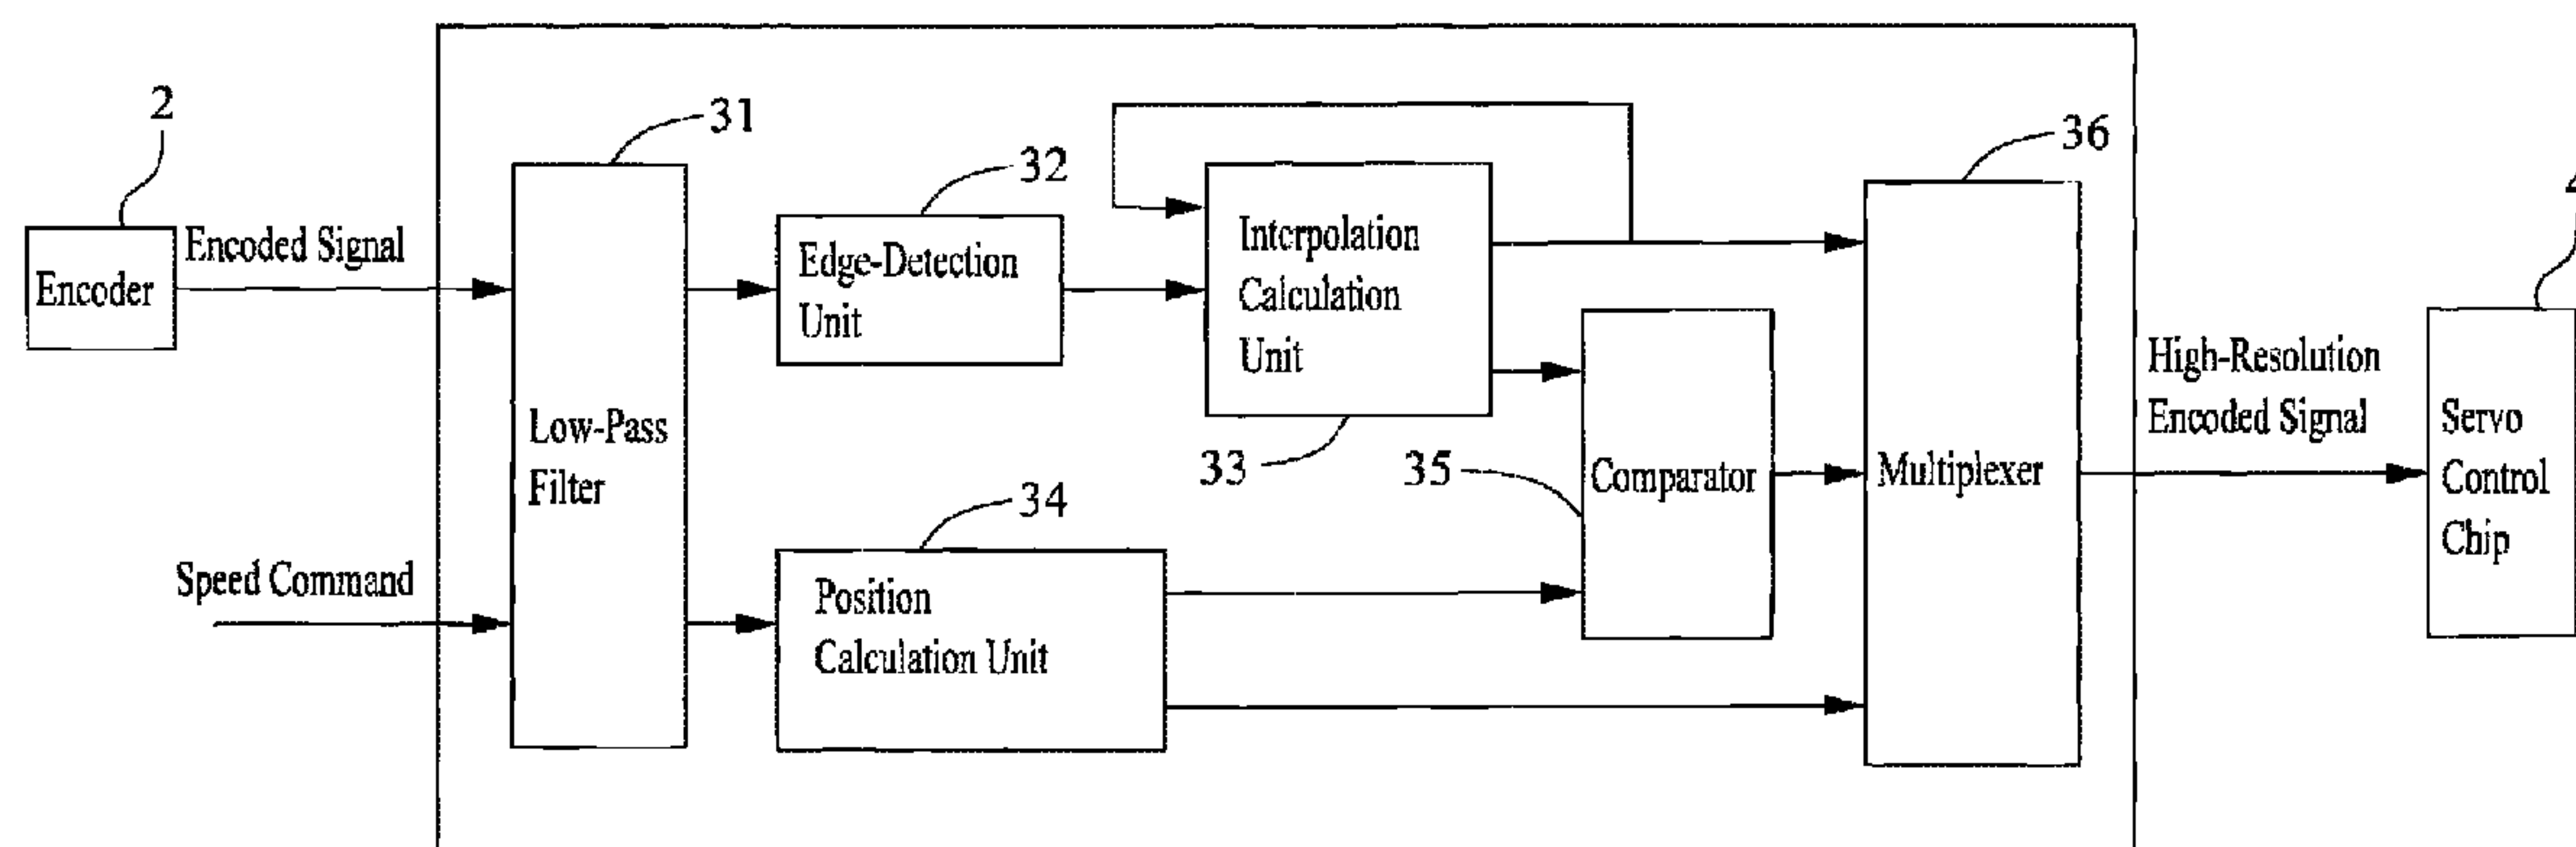 2
Encoder
Encoded Signal
Speed Command
31
Low-Pass
Filter
32
Edge-Detection
Unit
Interpolation
Calculation
Unit
33
34
Position
Calculation Unit
35
Comparator
36
Multiplexer
High-Resolution
Encoded Signal
Servo
Control
Chip